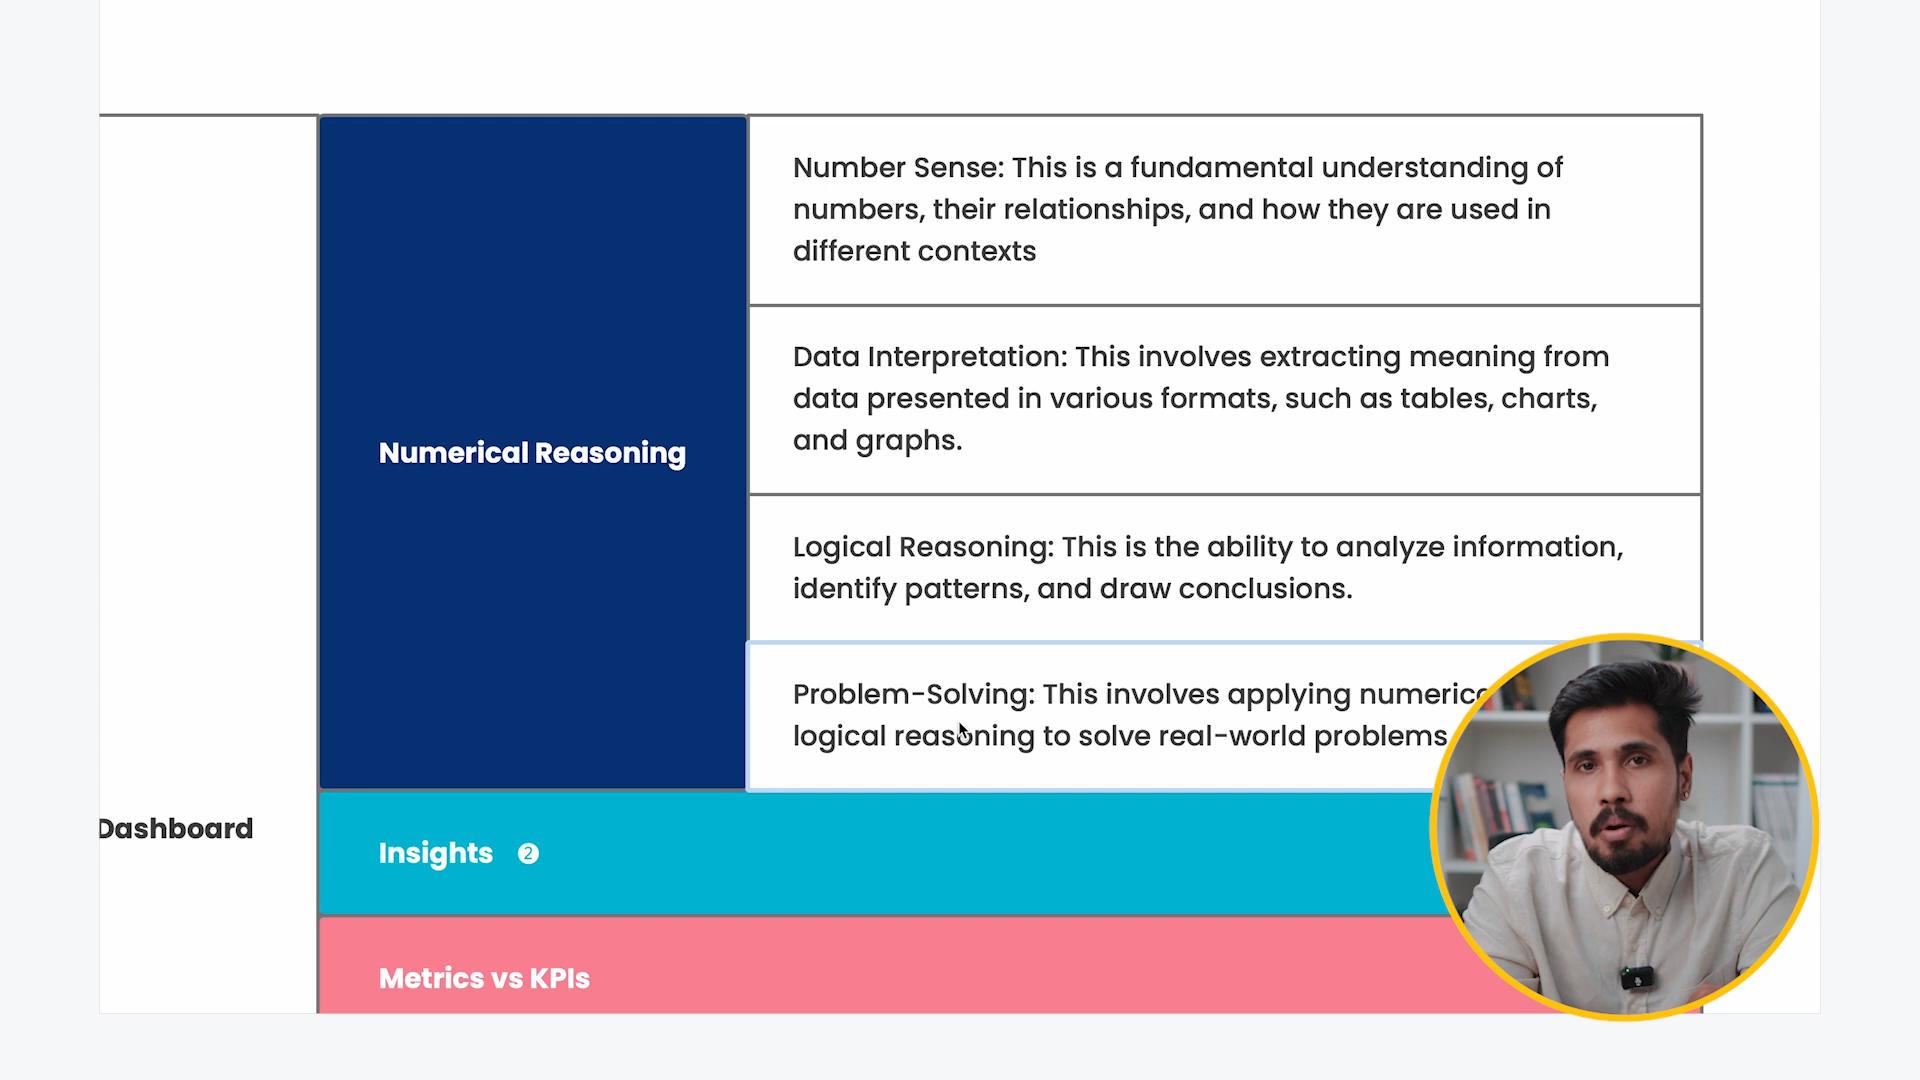 Number Sense: This is a fundamental understanding of
numbers, their relationships, and how they are used in
different contexts
Data Interpretation: This involves extracting meaning from
data presented in various formats, such as tables, charts,
and graphs.
Numerical Reasoning
Logical Reasoning: This is the ability to analyze information,
identify patterns, and draw conclusions.
Problem-Solving: This involves applying
logical reasoning to solve real-world problems
Dashboard
Insights 2
Metrics vs KPIs